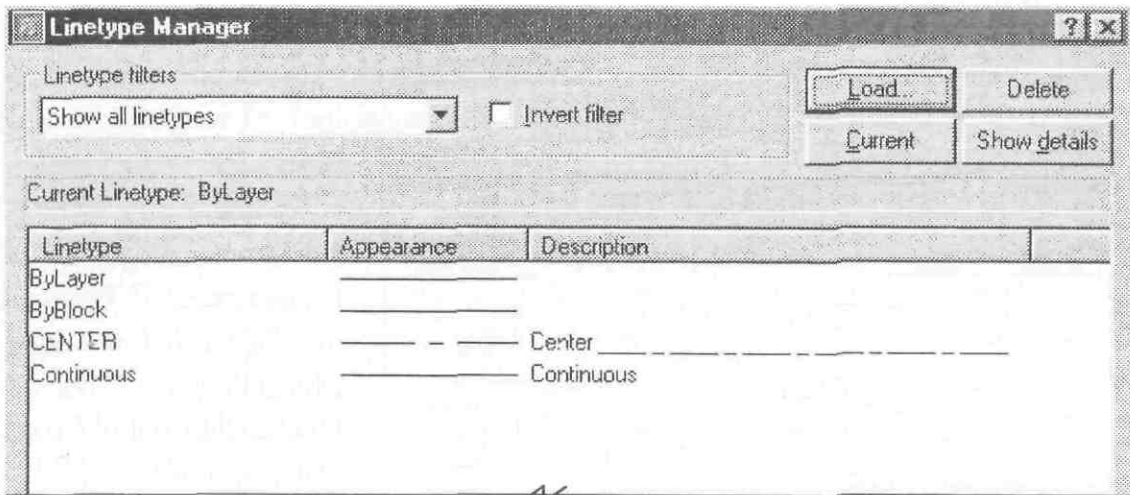 Linetype Manager
Linetype filters
Show all linetypes
Invert filter
Load...
Delete
Current
Show details
Current Linetype: ByLayer
Linetype Appearance Description
ByLayer
ByBlock
CENTER Center
Continuous Continuous